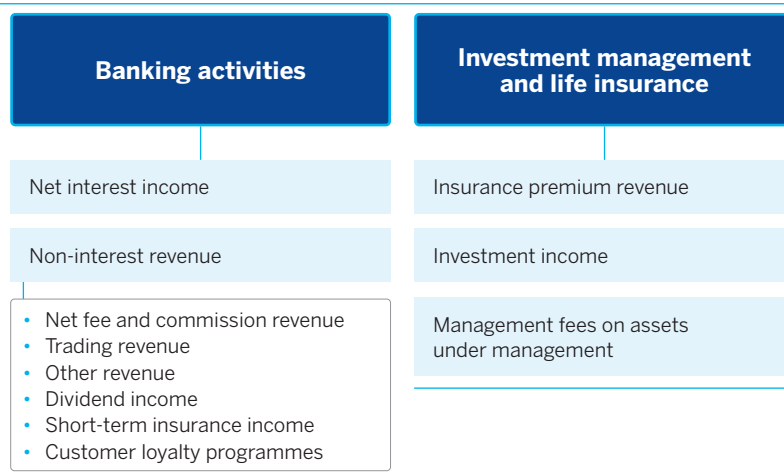 Banking activities
Net interest income
Non-interest revenue
• Net fee and commission revenue
• Trading revenue
• Other revenue
• Dividend income
• Short-term insurance income
• Customer loyalty programmes
Investment management
and life insurance
Insurance premium revenue
Investment income
Management fees on assets
under management